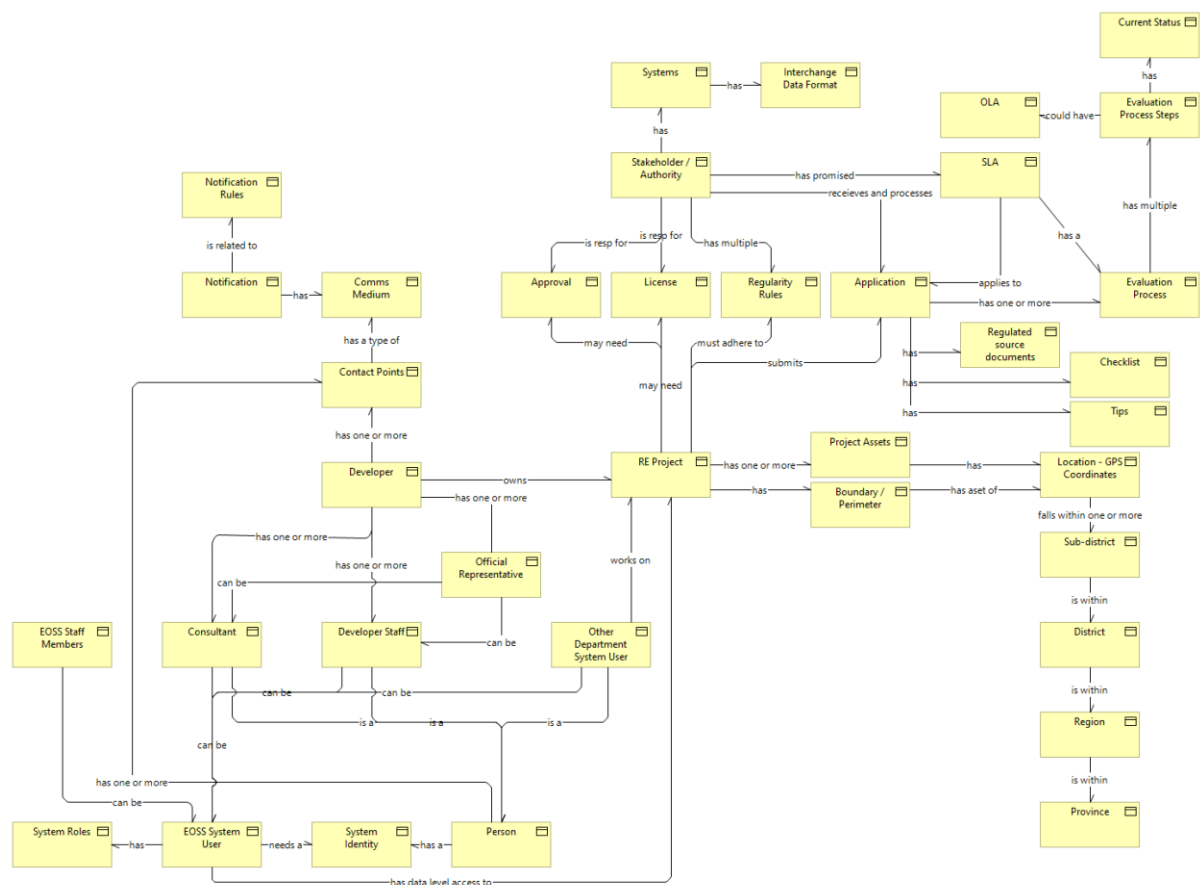 Current Status
has
Systems
has
Interchange
Data Format
OLA
could have
Evaluation
Process Steps
has
Stakeholder /
Authority
has promised
SLA
receieves and processes
has multiple
Notification
Rules
is related to
is resp for
is resp for
has multiple
has a
Notification
has
Comms
Medium
Approval
License
Regularity
Rules
Application
applies to
has one or more
Evaluation
Process
has a type of
may need
must adhere to
submits
has
Regulated
source
documents
Contact Points
may need
has
Checklist
has
Tips
has one or more
Developer
owns
RE Project
has one or more
Project Assets
has
Location - GPS
Coordinates
has one or more
has
Boundary /
Perimeter
has aset of
falls within one or more
has one or more
has one or more
Official
Representative
works on
Sub-district
can be
is within
EOSS Staff
Members
Consultant
Developer Staff
can be
Other
Department
System User
District
can be
can be
is within
is a
is a
is a
can be
Region
has one or more
is within
can be
Province
System Roles
has
EOSS System
User
needs a
System
Identity
has a
Person
has data level access to